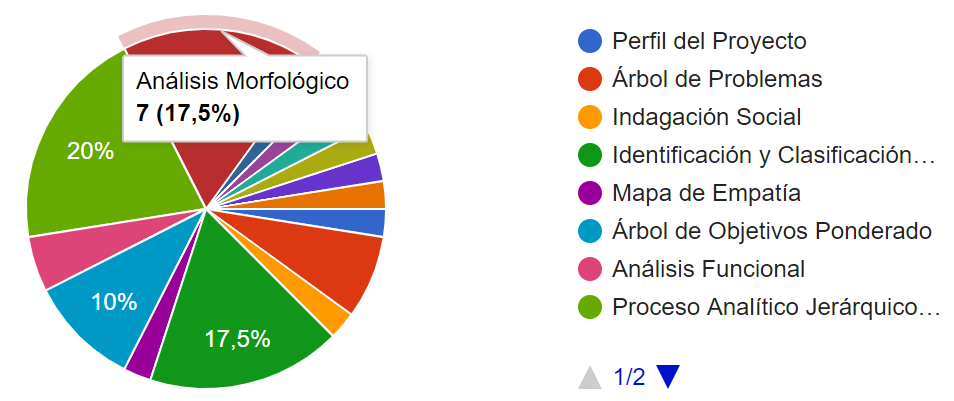 Análisis Morfológico
7 (17,5%)
20%
10%
17,5%
Perfil del Proyecto
Árbol de Problemas
Indagación Social
Identificación y Clasificación…
Mapa de Empatía
Árbol de Objetivos Ponderado
Análisis Funcional
Proceso Analítico Jerárquico…
1/2